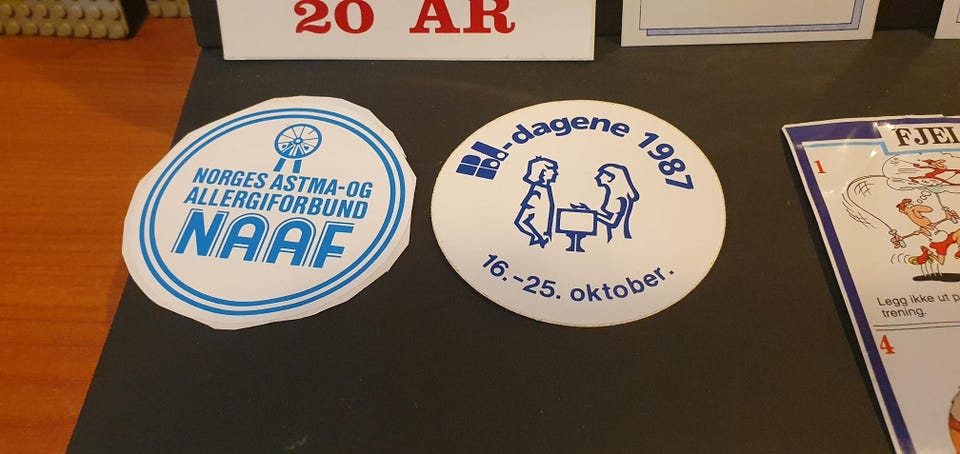 20 ÅR
NORGES ASTMA-OG
ALLERGIFORBUND
NAAF
-dagene 1987
16.-25. oktober.
FJEL
1
Legg ikke ut p
trening.
4